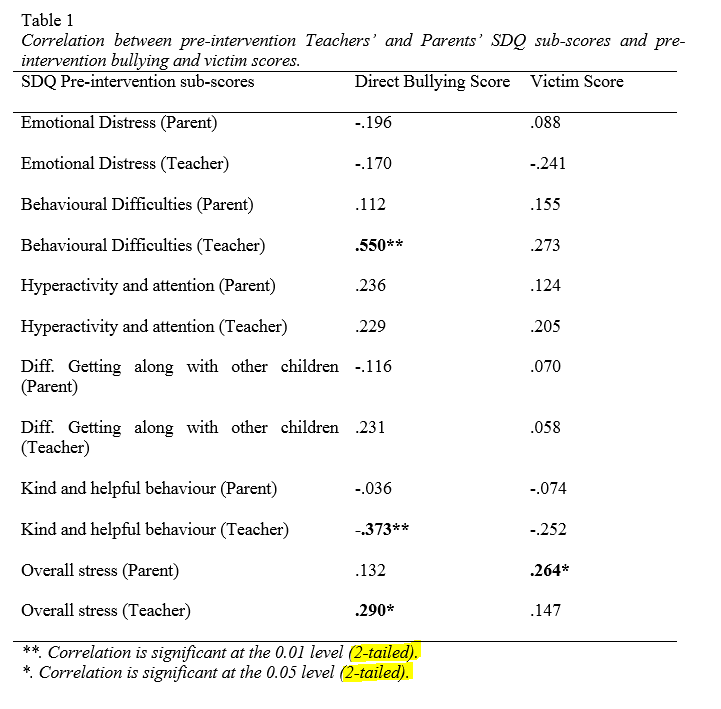 Table 1
Correlation between pre-intervention Teachers' and Parents' SDQ sub-scores and pre-
intervention bullying and victim scores.
SDQ Pre-intervention sub-scores Direct Bullying Score Victim Score
Emotional Distress (Parent) -.196 .088
Emotional Distress (Teacher) -.170 -.241
Behavioural Difficulties (Parent) .112 .155
Behavioural Difficulties (Teacher) .550** .273
Hyperactivity and attention (Parent) .236 .124
Hyperactivity and attention (Teacher) .229 .205
Diff. Getting along with other children -.116 .070
(Parent)
Diff. Getting along with other children .231 .058
(Teacher)
Kind and helpful behaviour (Parent) -.036 -.074
Kind and helpful behaviour (Teacher) -.373** -.252
Overall stress (Parent) .132 .264*
Overall stress (Teacher) .290* .147
**. Correlation is significant at the 0.01 level (2-tailed).
*. Correlation is significant at the 0.05 level (2-tailed).